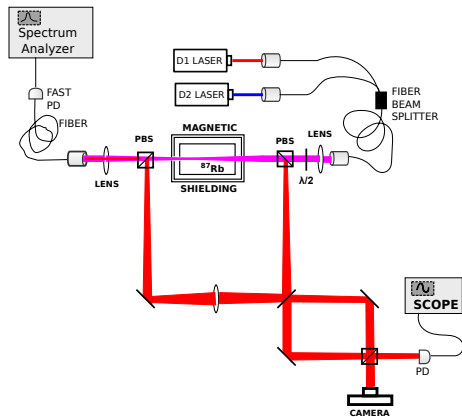 Spectrum
Analyzer
FAST
PD
FIBER
D1 LASER
D2 LASER
FIBER
BEAM
SPLITTER
PBS
MAGNETIC
PBS
LENS
LENS
⁸⁷Rb
SHIELDING
λ/2
SCOPE
PD
CAMERA